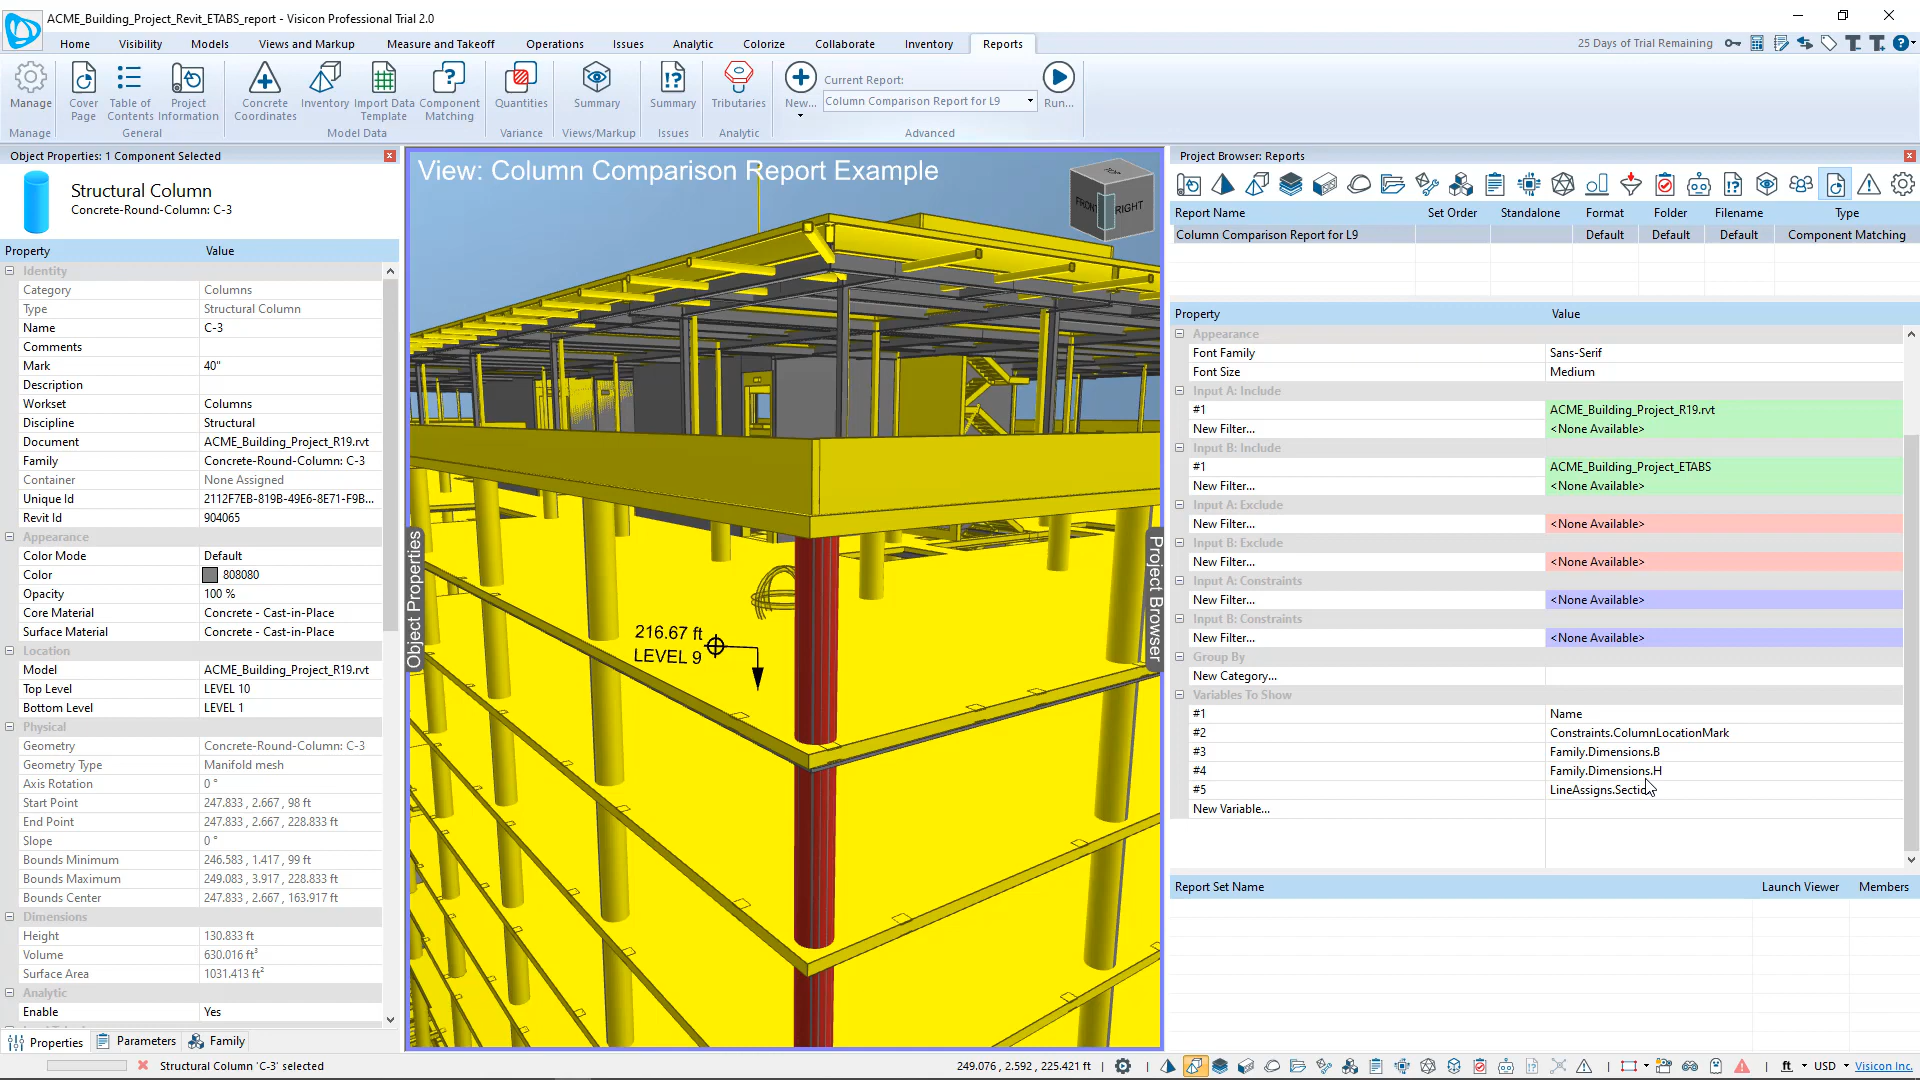 ACME_Building_Project_Revit_ETABS_report - Visicon Professional Trial 2.0
Home Visibility Models Views and Markup Measure and Takeoff Operations Issues Analytic Colorize Collaborate Inventory Reports
25 Days of Trial Remaining
Manage Cover Page Table of Contents Project Information Concrete Coordinates Inventory Import Data Template Component Matching Quantities Summary Summary Tributaries New... Current Report: Column Comparison Report for L9 Run...
Manage General Model Data Variance Views/Markup Issues Analytic Advanced
Object Properties: 1 Component Selected
Structural Column
Concrete-Round-Column: C-3
Property Value
Identity
Category Columns
Type Structural Column
Name C-3
Comments
Mark 40"
Description
Workset Columns
Discipline Structural
Document ACME_Building_Project_R19.rvt
Family Concrete-Round-Column: C-3
Container None Assigned
Unique Id 2112F7EB-819B-49E6-8E71-F9B...
Revit Id 904065
Appearance
Color Mode Default
Color 808080
Opacity 100 %
Core Material Concrete - Cast-in-Place
Surface Material Concrete - Cast-in-Place
Location
Model ACME_Building_Project_R19.rvt
Top Level LEVEL 10
Bottom Level LEVEL 1
Physical
Geometry Concrete-Round-Column: C-3
Geometry Type Manifold mesh
Axis Rotation 0 °
Start Point 247.833 , 2.667 , 98 ft
End Point 247.833 , 2.667 , 228.833 ft
Slope 0 °
Bounds Minimum 246.583 , 1.417 , 99 ft
Bounds Maximum 249.083 , 3.917 , 228.833 ft
Bounds Center 247.833 , 2.667 , 163.917 ft
Dimensions
Height 130.833 ft
Volume 630.016 ft³
Surface Area 1031.413 ft²
Analytic
Enable Yes
Properties Parameters Family
View: Column Comparison Report Example
FRONT RIGHT
Object Properties
216.67 ft
LEVEL 9
Project Browser
Project Browser: Reports
Report Name Set Order Standalone Format Folder Filename Type
Column Comparison Report for L9 Default Default Default Component Matching
Property Value
Appearance
Font Family Sans-Serif
Font Size Medium
Input A: Include
#1 ACME_Building_Project_R19.rvt
New Filter... <None Available>
Input B: Include
#1 ACME_Building_Project_ETABS
New Filter... <None Available>
Input A: Exclude
New Filter... <None Available>
Input B: Exclude
New Filter... <None Available>
Input A: Constraints
New Filter... <None Available>
Input B: Constraints
New Filter... <None Available>
Group By
New Category...
Variables To Show
#1 Name
#2 Constraints.ColumnLocationMark
#3 Family.Dimensions.B
#4 Family.Dimensions.H
#5 LineAssigns.Section
New Variable...
Report Set Name Launch Viewer Members
Structural Column 'C-3' selected
249.076 , 2.592 , 225.421 ft
ft USD Visicon Inc.